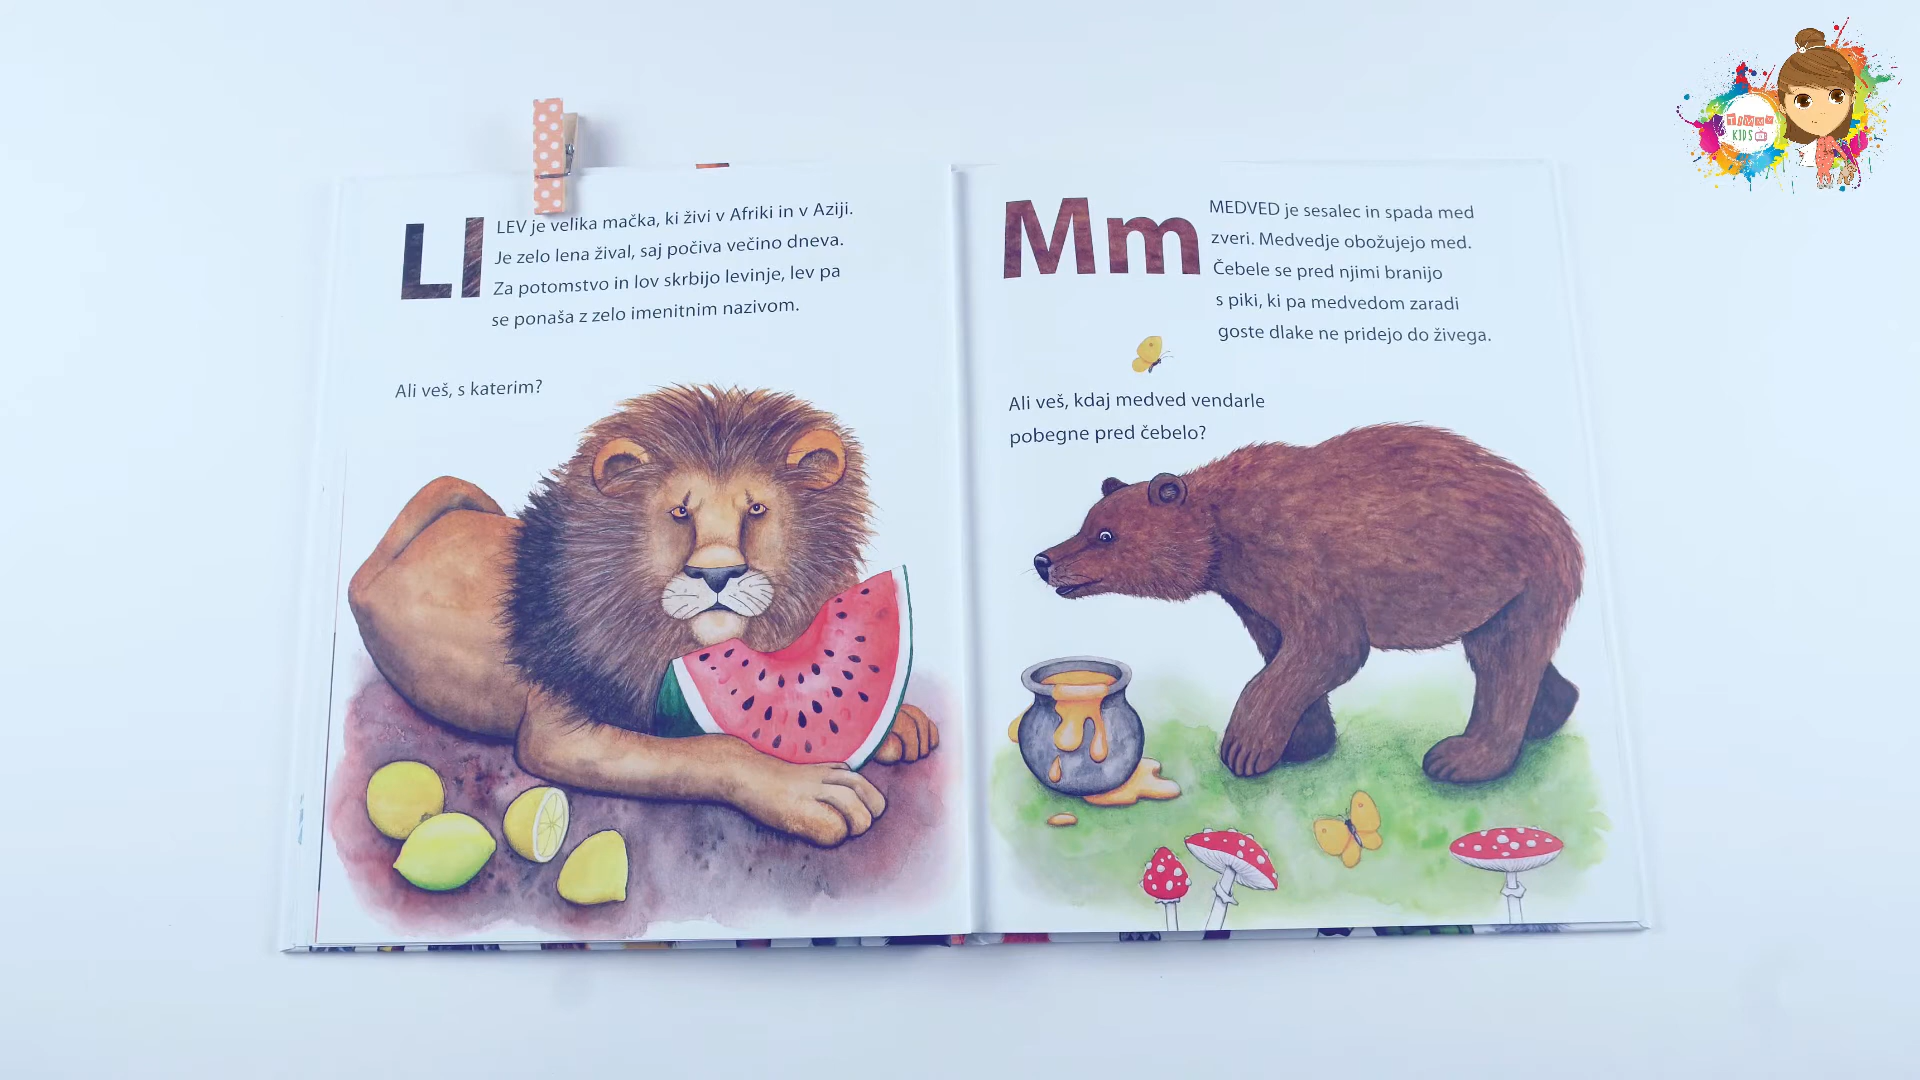 Ll
LEV je velika mačka, ki živi v Afriki in v Aziji.
Je zelo lena žival, saj počiva večino dneva.
Za potomstvo in lov skrbijo levinje, lev pa
se ponaša z zelo imenitnim nazivom.
Ali veš, s katerim?
Mm
MEDVED je sesalec in spada med
zveri. Medvedje obožujejo med.
Čebele se pred njimi branijo
s piki, ki pa medvedom zaradi
goste dlake ne pridejo do živega.
Ali veš, kdaj medved vendarle
pobegne pred čebelo?
TIMMY
KIDS TV